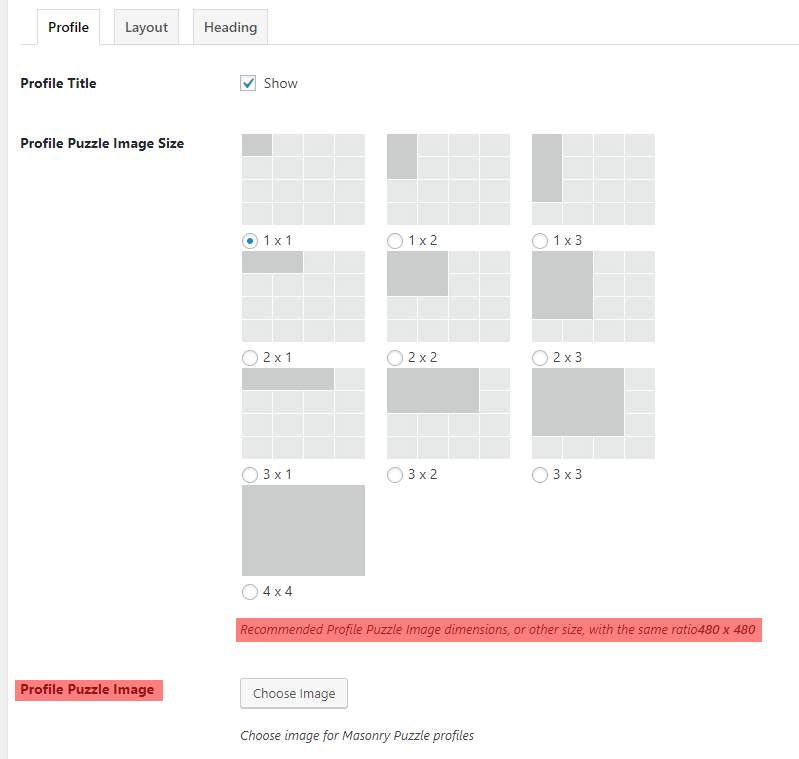 Profile Layout Heading
Profile Title Show
Profile Puzzle Image Size
1 x 1 1 x 2 1 x 3
2 x 1 2 x 2 2 x 3
3 x 1 3 x 2 3 x 3
4 x 4
Recommended Profile Puzzle Image dimensions, or other size, with the same ratio480 x 480
Profile Puzzle Image Choose Image
Choose image for Masonry Puzzle profiles